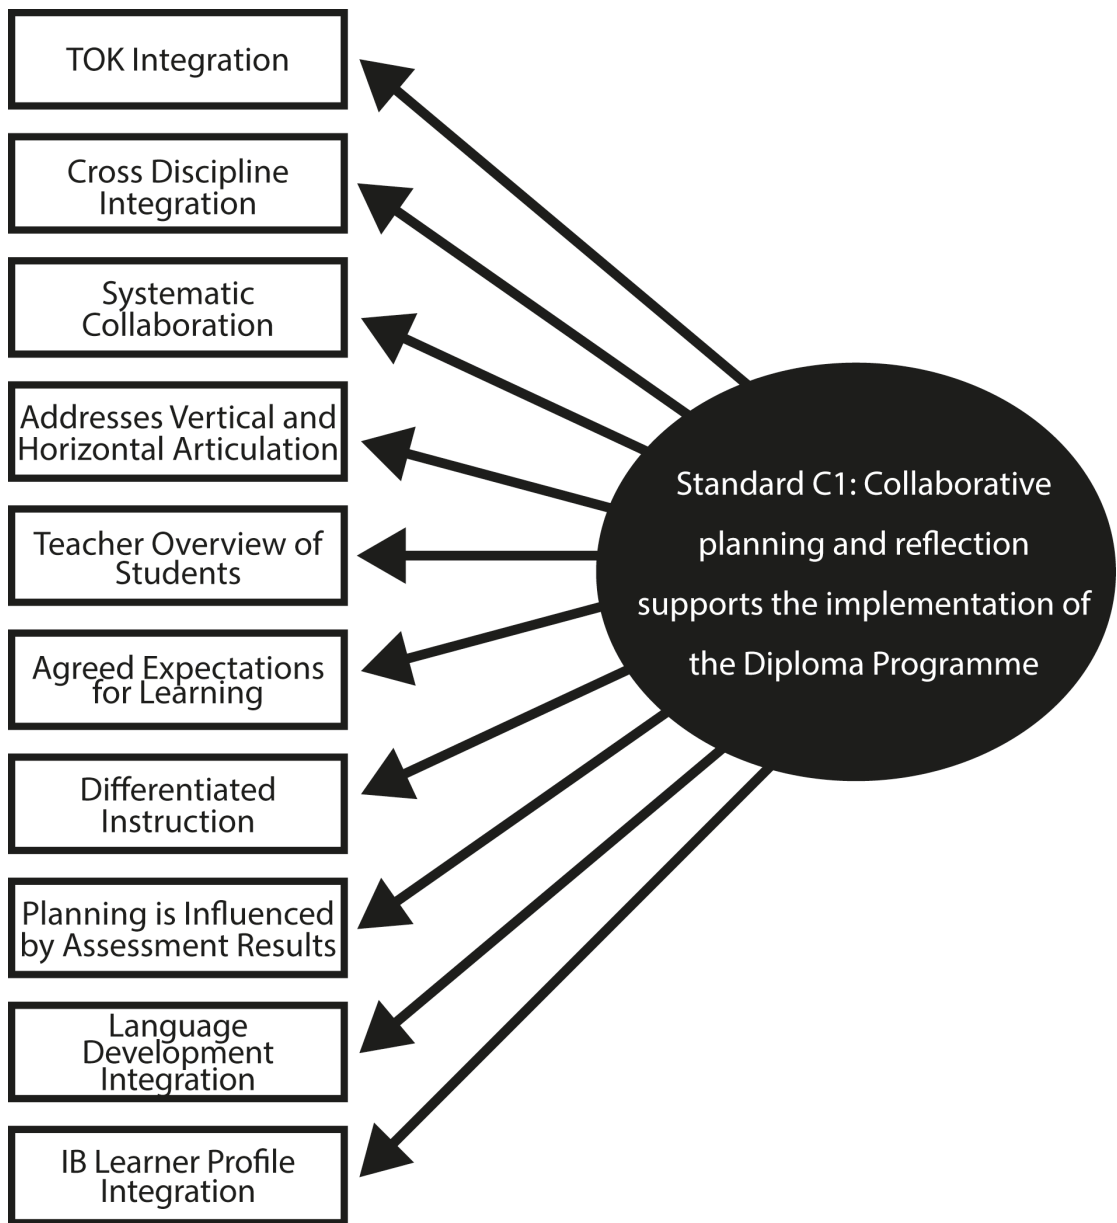 TOK Integration
Cross Discipline
Integration
Systematic
Collaboration
Addresses Vertical and
Horizontal Articulation
Teacher Overview of
Students
Agreed Expectations
for Learning
Differentiated
Instruction
Planning is Influenced
by Assessment Results
Language
Development
Integration
IB Learner Profile
Integration
Standard C1: Collaborative
planning and reflection
supports the implementation of
the Diploma Programme